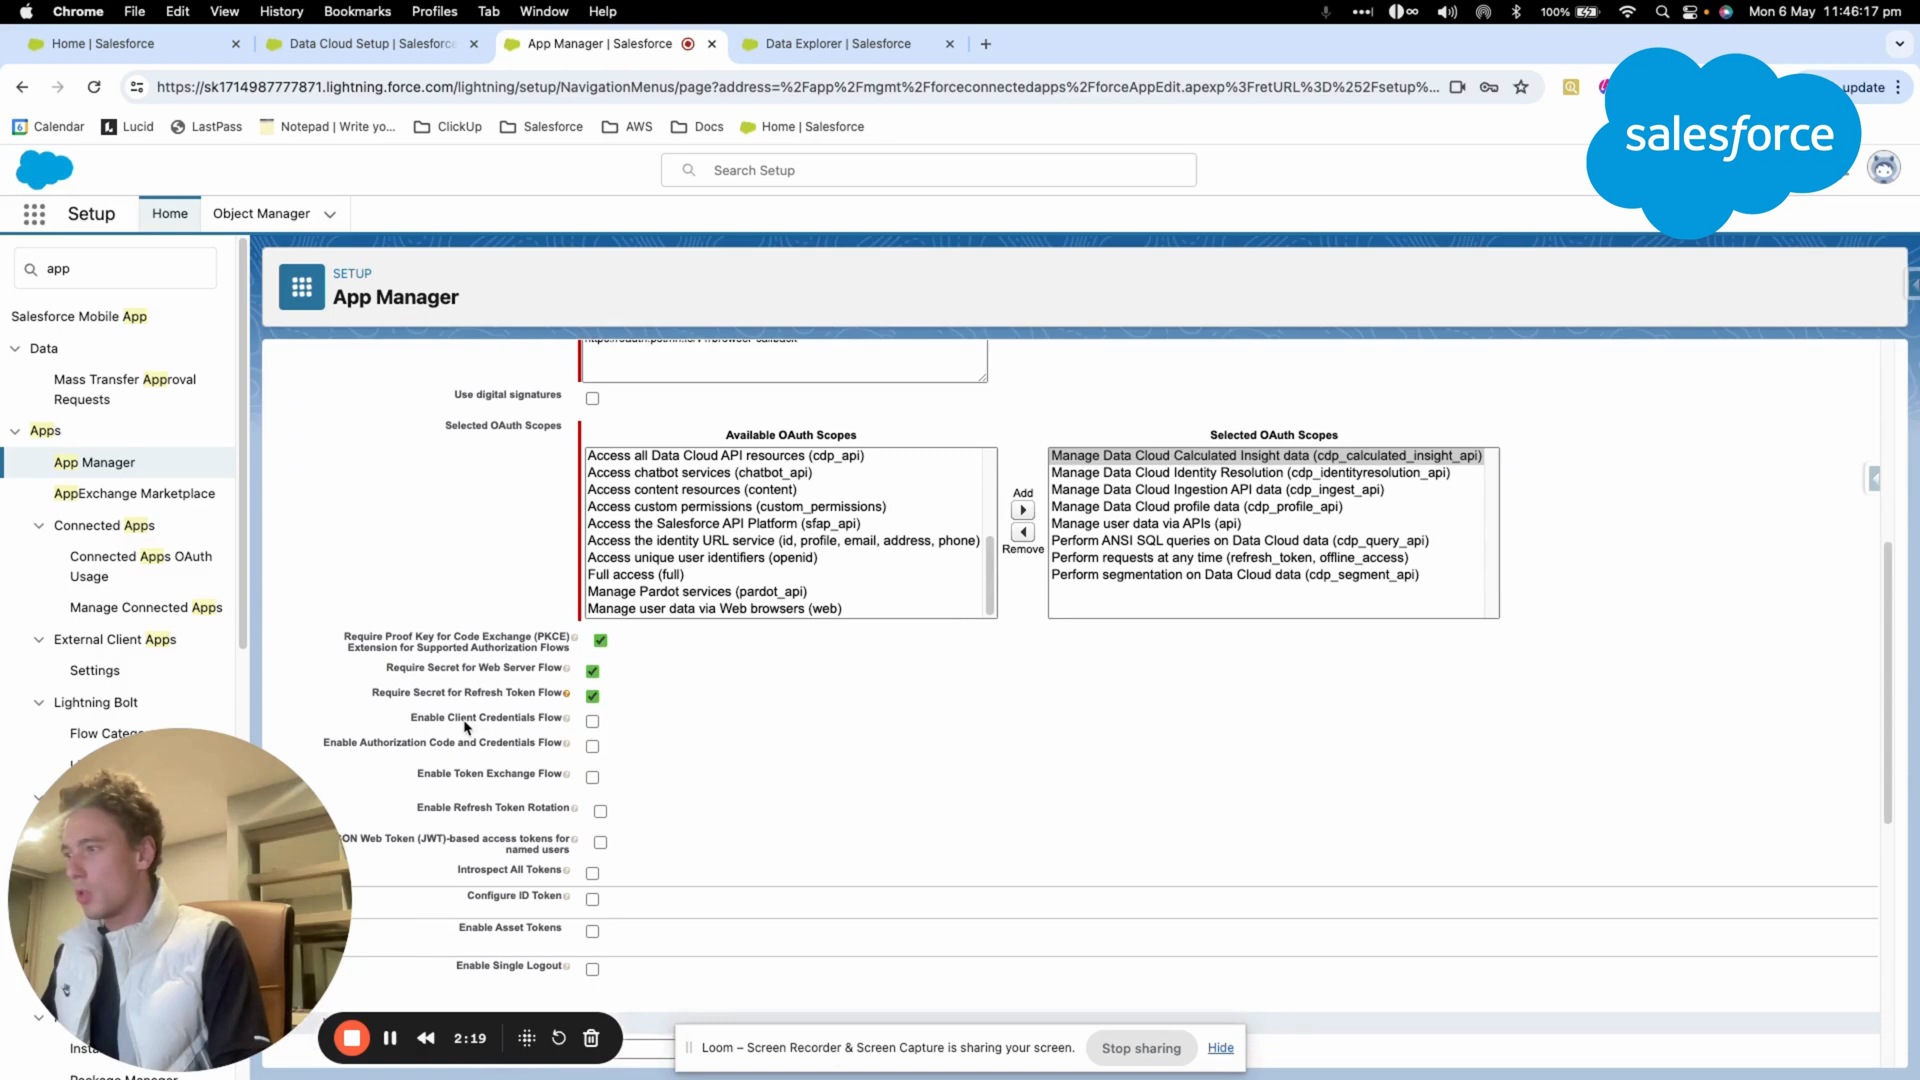 Chrome File Edit View History Bookmarks Profiles Tab Window Help 100% Mon 6 May 11:46:17 pm
Home | Salesforce Data Cloud Setup | Salesforce App Manager | Salesforce Data Explorer | Salesforce
https://sk1714987777871.lightning.force.com/lightning/setup/NavigationMenus/page?address=%2Fapp%2Fmgmt%2Fforceconnectedapps%2FforceAppEdit.apexp%3FretURL%3D%252Fsetup%... update
Calendar Lucid LastPass Notepad | Write yo... ClickUp Salesforce AWS Docs Home | Salesforce
salesforce
Search Setup
Setup Home Object Manager
app
Salesforce Mobile App
Data
Mass Transfer Approval
Requests
Apps
App Manager
AppExchange Marketplace
Connected Apps
Connected Apps OAuth
Usage
Manage Connected Apps
External Client Apps
Settings
Lightning Bolt
Flow Categ
SETUP
App Manager
Use digital signatures
Selected OAuth Scopes
Available OAuth Scopes
Access all Data Cloud API resources (cdp_api)
Access chatbot services (chatbot_api)
Access content resources (content)
Access custom permissions (custom_permissions)
Access the Salesforce API Platform (sfap_api)
Access the identity URL service (id, profile, email, address, phone)
Access unique user identifiers (openid)
Full access (full)
Manage Pardot services (pardot_api)
Manage user data via Web browsers (web)
Add
Remove
Selected OAuth Scopes
Manage Data Cloud Calculated Insight data (cdp_calculated_insight_api)
Manage Data Cloud Identity Resolution (cdp_identityresolution_api)
Manage Data Cloud Ingestion API data (cdp_ingest_api)
Manage Data Cloud profile data (cdp_profile_api)
Manage user data via APIs (api)
Perform ANSI SQL queries on Data Cloud data (cdp_query_api)
Perform requests at any time (refresh_token, offline_access)
Perform segmentation on Data Cloud data (cdp_segment_api)
Require Proof Key for Code Exchange (PKCE)
Extension for Supported Authorization Flows
Require Secret for Web Server Flow
Require Secret for Refresh Token Flow
Enable Client Credentials Flow
Enable Authorization Code and Credentials Flow
Enable Token Exchange Flow
Enable Refresh Token Rotation
ON Web Token (JWT)-based access tokens for
named users
Introspect All Tokens
Configure ID Token
Enable Asset Tokens
Enable Single Logout
2:19
Loom – Screen Recorder & Screen Capture is sharing your screen. Stop sharing Hide